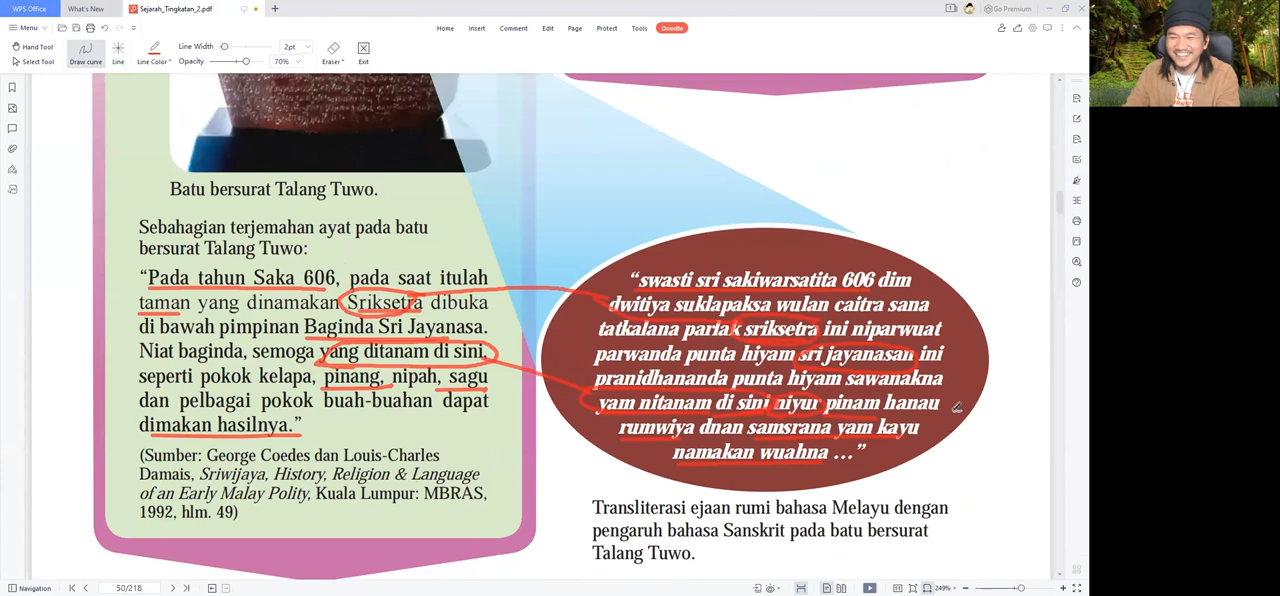 WPS Office
What's New
Sejarah_Tingkatan_2.pdf
Go Premium
Menu
Home
Insert
Comment
Edit
Page
Protect
Tools
Doodle
Hand Tool
Select Tool
Draw curve
Line
Line Color
Line Width
2pt
Opacity
70%
Eraser
Exit
Batu bersurat Talang Tuwo.
Sebahagian terjemahan ayat pada batu
bersurat Talang Tuwo:
“Pada tahun Saka 606, pada saat itulah
taman yang dinamakan Sriksetra dibuka
di bawah pimpinan Baginda Sri Jayanasa.
Niat baginda, semoga yang ditanam di sini,
seperti pokok kelapa, pinang, nipah, sagu
dan pelbagai pokok buah-buahan dapat
dimakan hasilnya.”
(Sumber: George Coedes dan Louis-Charles
Damais, Sriwijaya, History, Religion & Language
of an Early Malay Polity, Kuala Lumpur: MBRAS,
1992, hlm. 49)
“swasti sri sakiwarsatita 606 dim
dwitiya suklapaksa wulan caitra sana
tatkalana parlak sriksetra ini niparwuat
parwanda punta hiyam sri jayanasan ini
pranidhananda punta hiyam sawanakna
yam nitanam di sini niyur pinam hanau
rumwiya dnan samsrana yam kayu
namakan wuahna ...”
Transliterasi ejaan rumi bahasa Melayu dengan
pengaruh bahasa Sanskrit pada batu bersurat
Talang Tuwo.
Navigation
50/218
249%